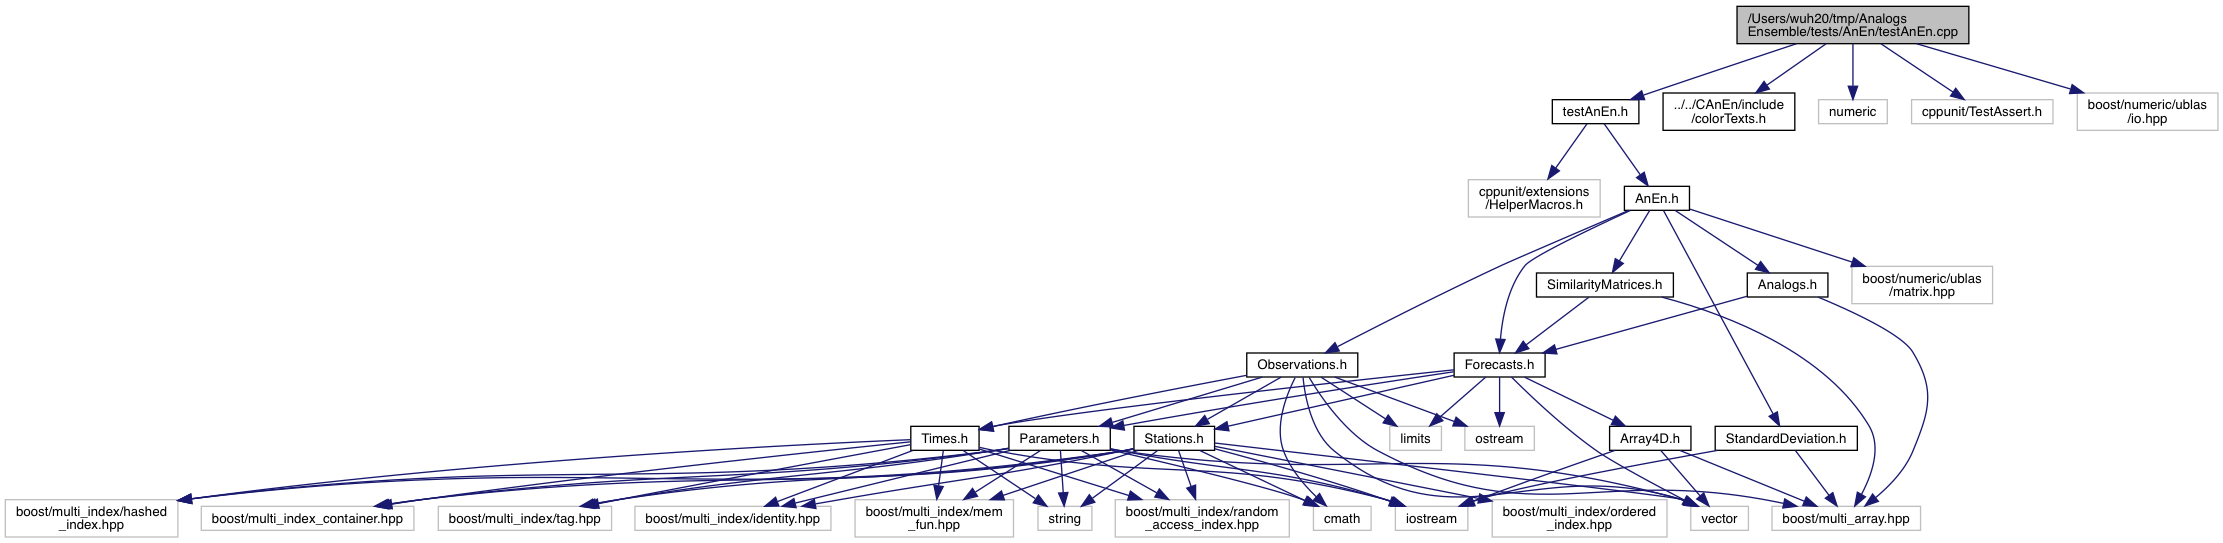 /Users/wuh20/tmp/Analogs
Ensemble/tests/AnEn/testAnEn.cpp
testAnEn.h
../../CAnEn/include
/colorTexts.h
numeric
cppunit/TestAssert.h
boost/numeric/ublas
/io.hpp
cppunit/extensions
/HelperMacros.h
AnEn.h
SimilarityMatrices.h
Analogs.h
boost/numeric/ublas
/matrix.hpp
Observations.h
Forecasts.h
Times.h
Parameters.h
Stations.h
limits
ostream
Array4D.h
StandardDeviation.h
boost/multi_index/hashed
_index.hpp
boost/multi_index_container.hpp
boost/multi_index/tag.hpp
boost/multi_index/identity.hpp
boost/multi_index/mem
_fun.hpp
string
boost/multi_index/random
_access_index.hpp
cmath
iostream
boost/multi_index/ordered
_index.hpp
vector
boost/multi_array.hpp